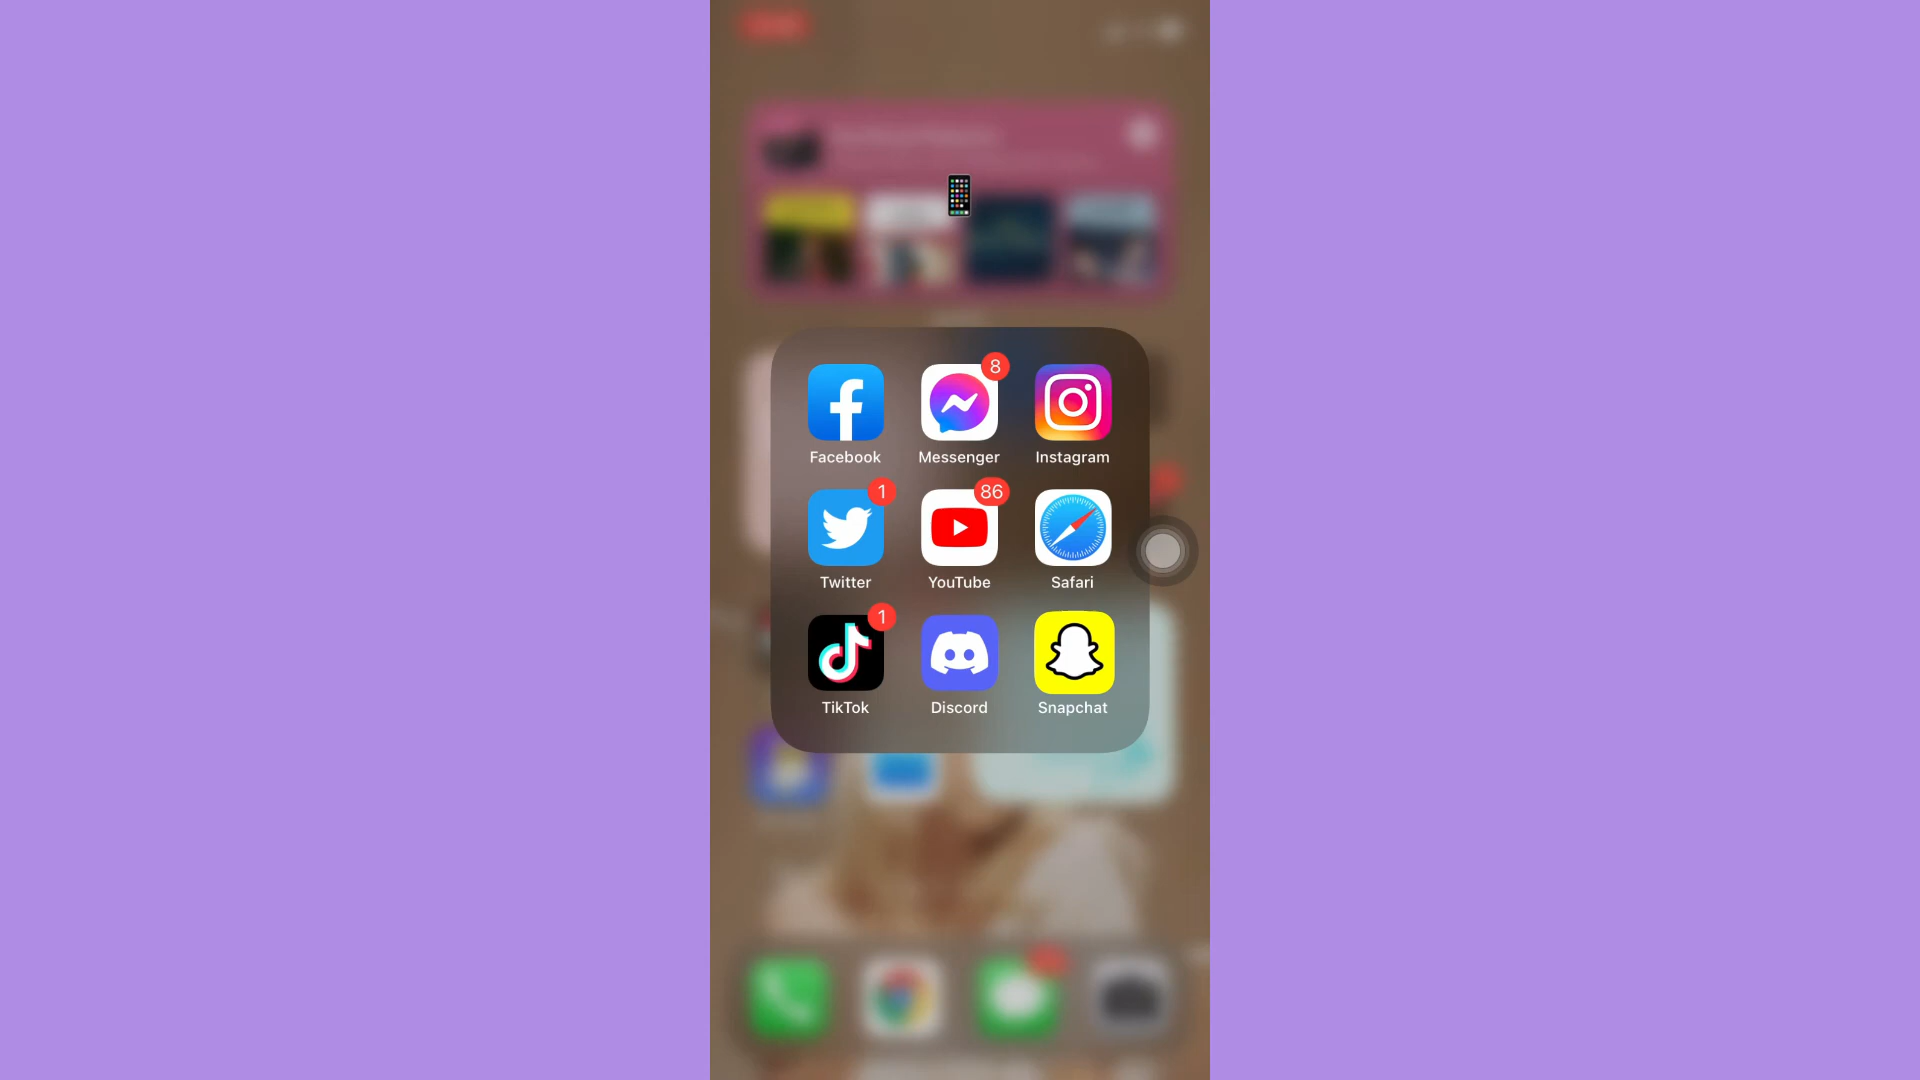 8
Facebook Messenger Instagram
1 86
Twitter YouTube Safari
1
TikTok Discord Snapchat